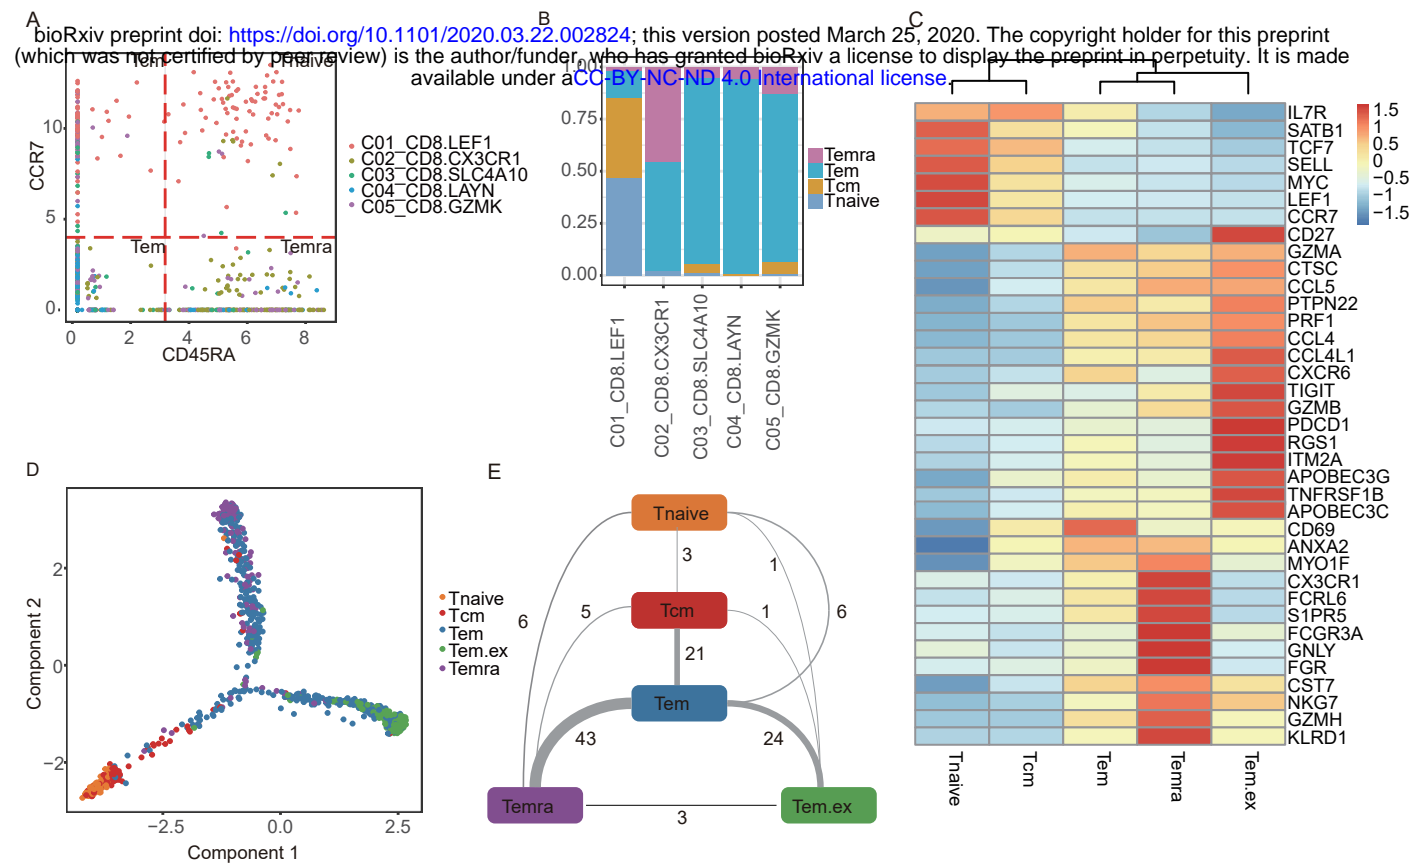 A
B
C
bioRxiv preprint doi: https://doi.org/10.1101/2020.03.22.002824; this version posted March 25, 2020. The copyright holder for this preprint
(which was not certified by peer review) is the author/funder, who has granted bioRxiv a license to display the preprint in perpetuity. It is made
available under aCC-BY-NC-ND 4.0 International license.
Tcm
Tnaive
Tem
Temra
CCR7
10
5
0
0
2
4
6
8
CD45RA
C01_CD8.LEF1
C02_CD8.CX3CR1
C03_CD8.SLC4A10
C04_CD8.LAYN
C05_CD8.GZMK
1.00
0.75
0.50
0.25
0.00
C01_CD8.LEF1
C02_CD8.CX3CR1
C03_CD8.SLC4A10
C04_CD8.LAYN
C05_CD8.GZMK
Temra
Tem
Tcm
Tnaive
IL7R
SATB1
TCF7
SELL
MYC
LEF1
CCR7
CD27
GZMA
CTSC
CCL5
PTPN22
PRF1
CCL4
CCL4L1
CXCR6
TIGIT
GZMB
PDCD1
RGS1
ITM2A
APOBEC3G
TNFRSF1B
APOBEC3C
CD69
ANXA2
MYO1F
CX3CR1
FCRL6
S1PR5
FCGR3A
GNLY
FGR
CST7
NKG7
GZMH
KLRD1
1.5
1
0.5
0
−0.5
−1
−1.5
Tnaive
Tcm
Tem
Temra
Tem.ex
D
Component 2
2
0
−2
−2.5
0.0
2.5
Component 1
Tnaive
Tcm
Tem
Tem.ex
Temra
E
Tnaive
3
1
6
5
Tcm
1
6
21
Tem
43
24
Temra
3
Tem.ex